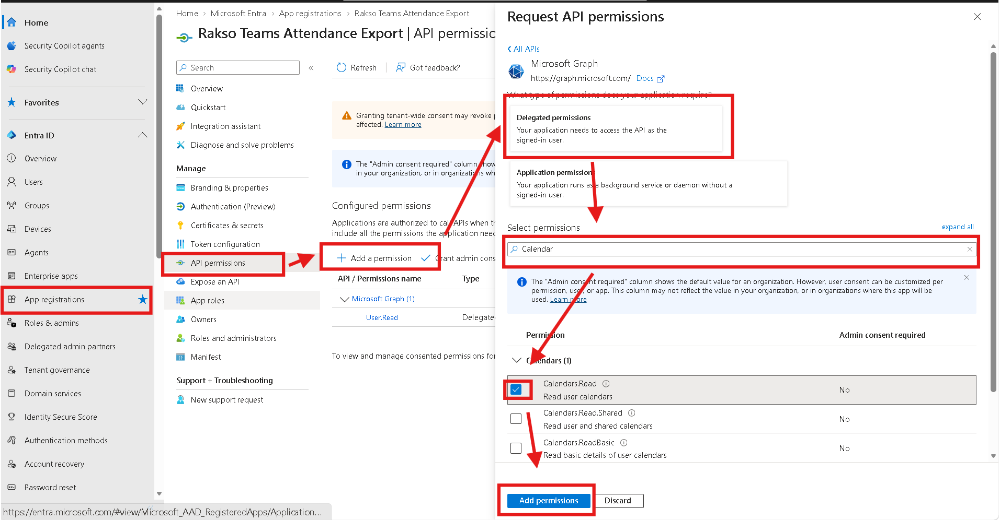 Home
Security Copilot agents
Security Copilot chat
Favorites
Entra ID
Overview
Users
Groups
Devices
Agents
Enterprise apps
App registrations
Roles & admins
Delegated admin partners
Tenant governance
Domain services
Identity Secure Score
Authentication methods
Account recovery
Password reset
https://entra.microsoft.com/#view/Microsoft_AAD_RegisteredApps/Application...
Home > Microsoft Entra > App registrations > Rakso Teams Attendance Export
Rakso Teams Attendance Export | API permissio
Search
Overview
Quickstart
Integration assistant
Diagnose and solve problems
Manage
Branding & properties
Authentication (Preview)
Certificates & secrets
Token configuration
API permissions
Expose an API
App roles
Owners
Roles and administrators
Manifest
Support + Troubleshooting
New support request
Refresh
Got feedback?
Granting tenant-wide consent may revoke p
affected. Learn more
The "Admin consent required" column show
in your organization, or in organizations wh
Configured permissions
Applications are authorized to call APIs when th
include all the permissions the application need
Add a permission
Grant admin cons
API / Permissions name Type
Microsoft Graph (1)
User.Read Delegated
To view and manage consented permissions for
Request API permissions
All APIs
Microsoft Graph
https://graph.microsoft.com/ Docs
What type of permissions does your application require?
Delegated permissions
Your application needs to access the API as the
signed-in user.
Application permissions
Your application runs as a background service or daemon without a
signed-in user.
Select permissions
expand all
Calendar
The "Admin consent required" column shows the default value for an organization. However, user consent can be customized per
permission, user, or app. This column may not reflect the value in your organization, or in organizations where this app will be
used. Learn more
Permission Admin consent required
Calendars (1)
Calendars.Read
Read user calendars
No
Calendars.Read.Shared
Read user and shared calendars
No
Calendars.ReadBasic
Read basic details of user calendars
No
Add permissions
Discard